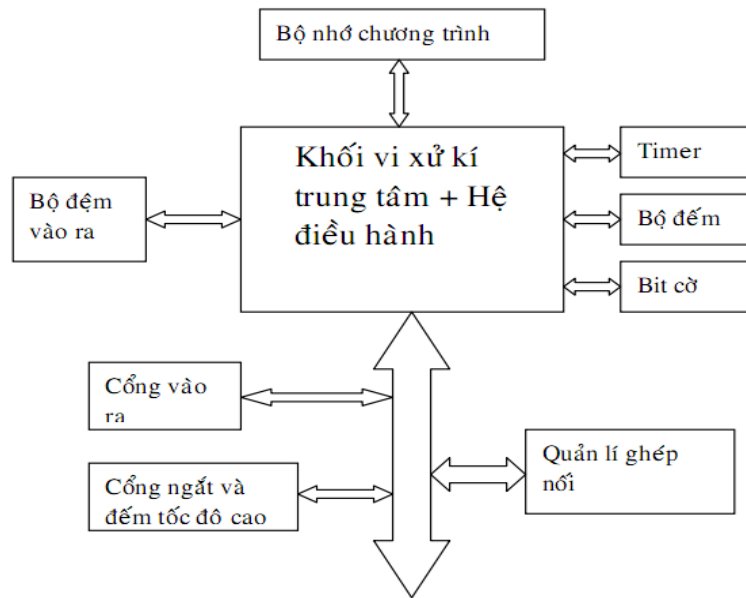 Bộ nhớ chương trình
Khối vi xử kí
trung tâm + Hệ
điều hành
Timer
Bộ đếm
Bit cờ
Bộ đệm
vào ra
Cổng vào
ra
Cổng ngắt và
đếm tốc đô cao
Quản lí ghép
nối